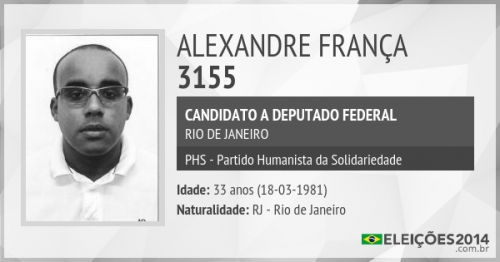 ALEXANDRE FRANÇA
3155
CANDIDATO A DEPUTADO FEDERAL
RIO DE JANEIRO
PHS - Partido Humanista da Solidariedade
Idade: 33 anos (18-03-1981)
Naturalidade: RJ - Rio de Janeiro
ELEIÇÕES2014
.com.br